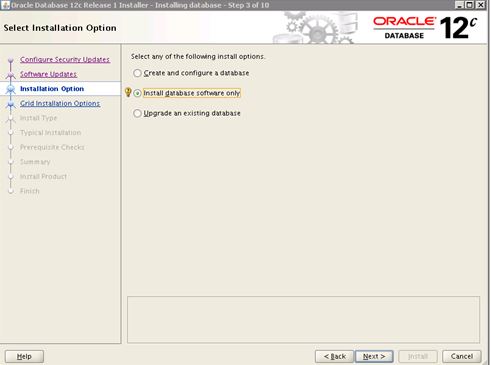 Oracle Database 12c Release 1 Installer - Installing database - Step 3 of 10
Select Installation Option
ORACLE
DATABASE
12c
Configure Security Updates
Software Updates
Installation Option
Grid Installation Options
Install Type
Typical Installation
Prerequisite Checks
Summary
Install Product
Finish
Select any of the following install options.
Create and configure a database
Install database software only
Upgrade an existing database
Help
< Back
Next >
Install
Cancel